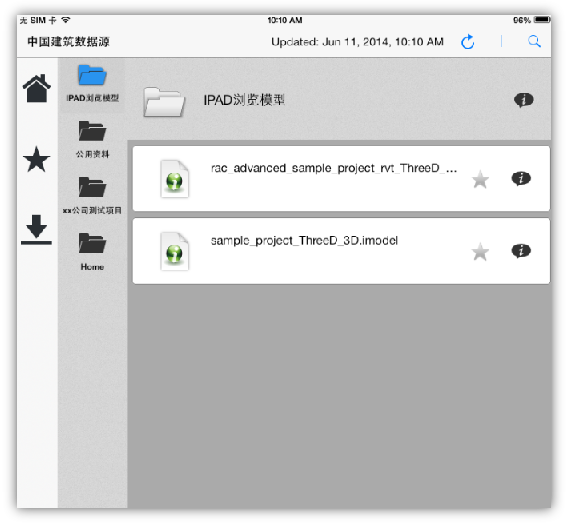 无 SIM 卡
10:10 AM
96%
中国建筑数据源
Updated: Jun 11, 2014, 10:10 AM
IPAD浏览模型
公用资料
xx公司测试项目
Home
IPAD浏览模型
rac_advanced_sample_project_rvt_ThreeD_...
sample_project_ThreeD_3D.imodel